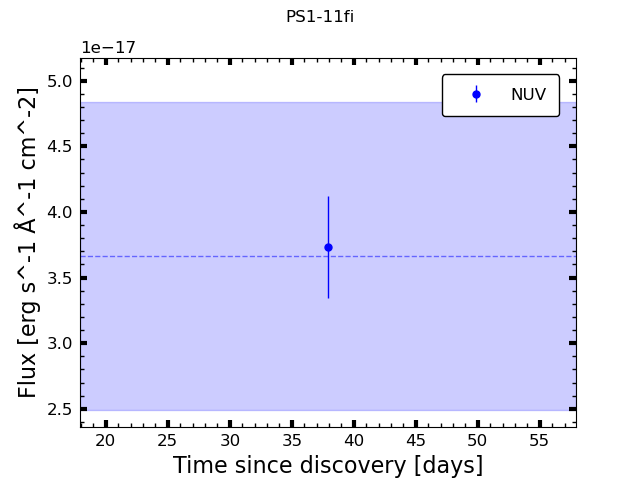 PS1-11fi
1e−17
NUV
5.0
4.5
4.0
3.5
3.0
2.5
Flux [erg s^-1 Å^-1 cm^-2]
20 25 30 35 40 45 50 55
Time since discovery [days]